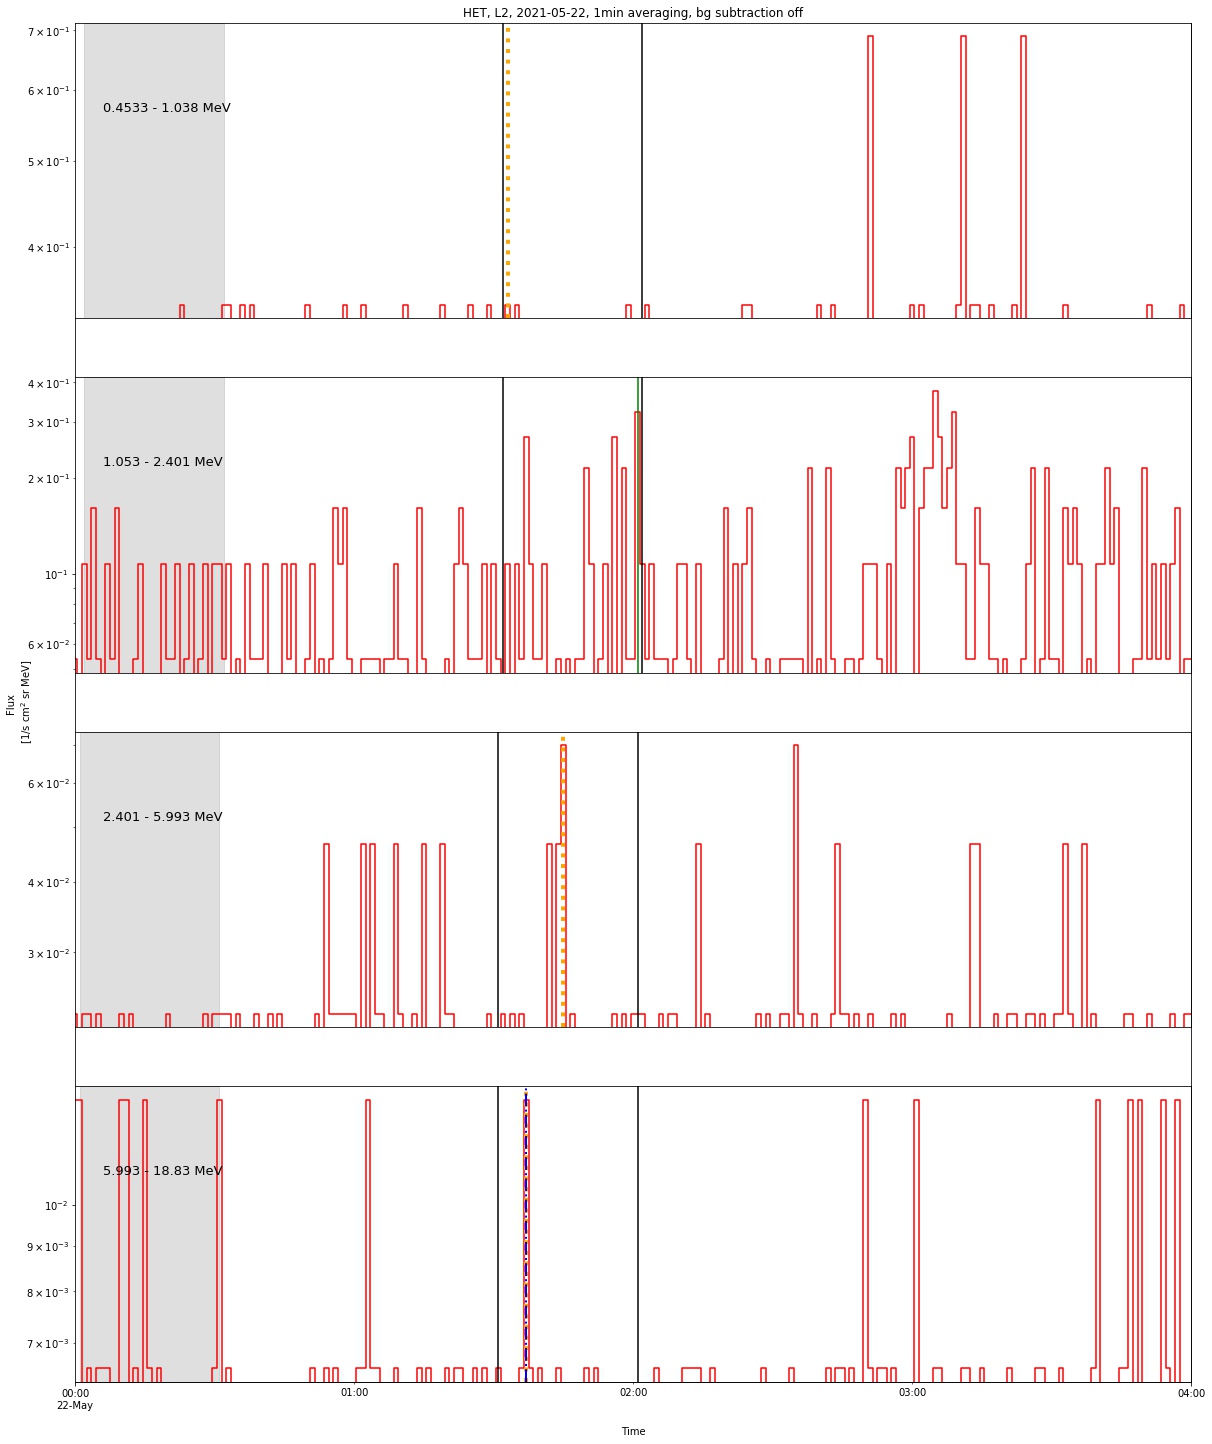 HET, L2, 2021-05-22, 1min averaging, bg subtraction off
7 × 10⁻¹
6 × 10⁻¹
0.4533 - 1.038 MeV
5 × 10⁻¹
4 × 10⁻¹
4 × 10⁻¹
3 × 10⁻¹
1.053 - 2.401 MeV
2 × 10⁻¹
10⁻¹
6 × 10⁻²
Flux
[1/s cm² sr MeV]
6 × 10⁻²
2.401 - 5.993 MeV
4 × 10⁻²
3 × 10⁻²
5.993 - 18.83 MeV
10⁻²
9 × 10⁻³
8 × 10⁻³
7 × 10⁻³
00:00 01:00 02:00 03:00 04:00
22-May
Time